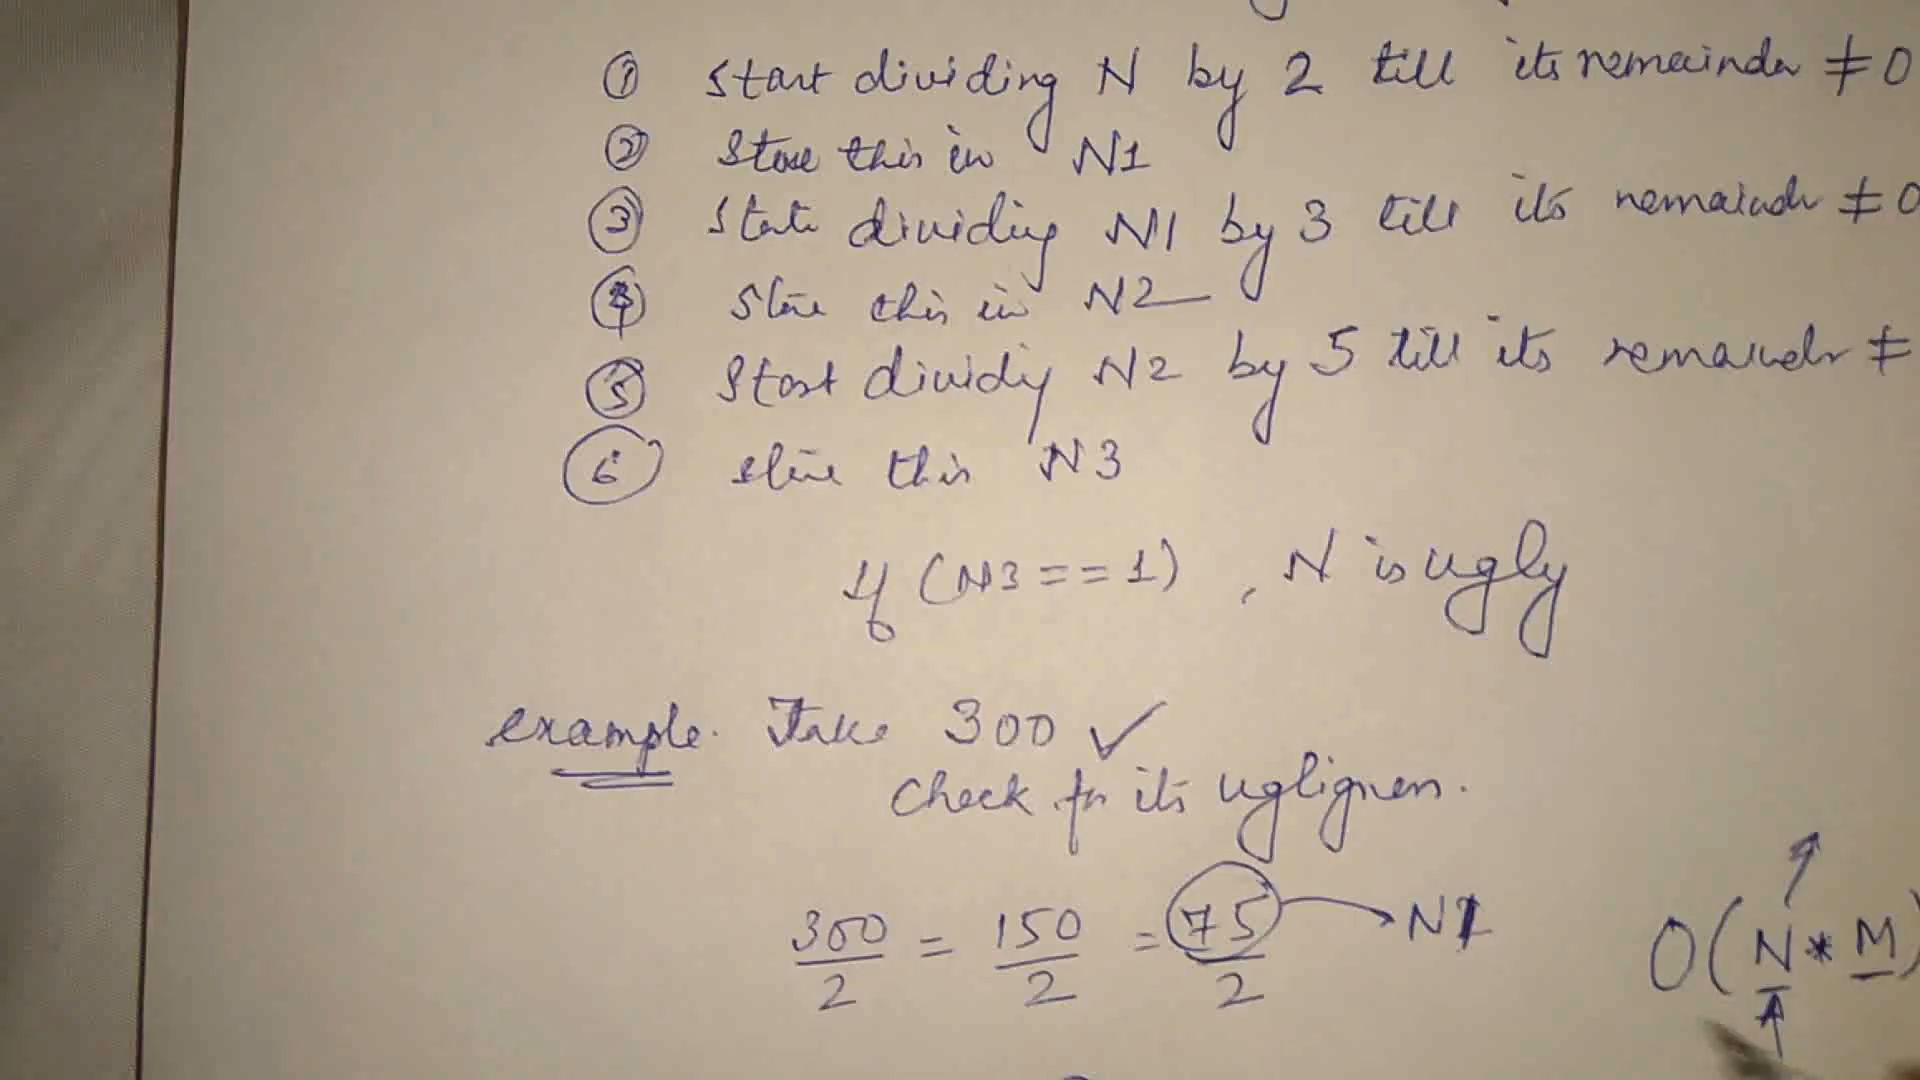 ① Start dividing N by 2 till its remainder ≠ 0
② Store this in N1
③ Start dividing N1 by 3 till its remainder ≠ 0
④ Store this in N2
⑤ Start dividing N2 by 5 till its remainder ≠
⑥ store this N3
If (N3 == 1), N is ugly
example. Take 300 ✓
Check for its ugligness.
300/2 = 150/2 = 75/2 → N1
O(N * M)